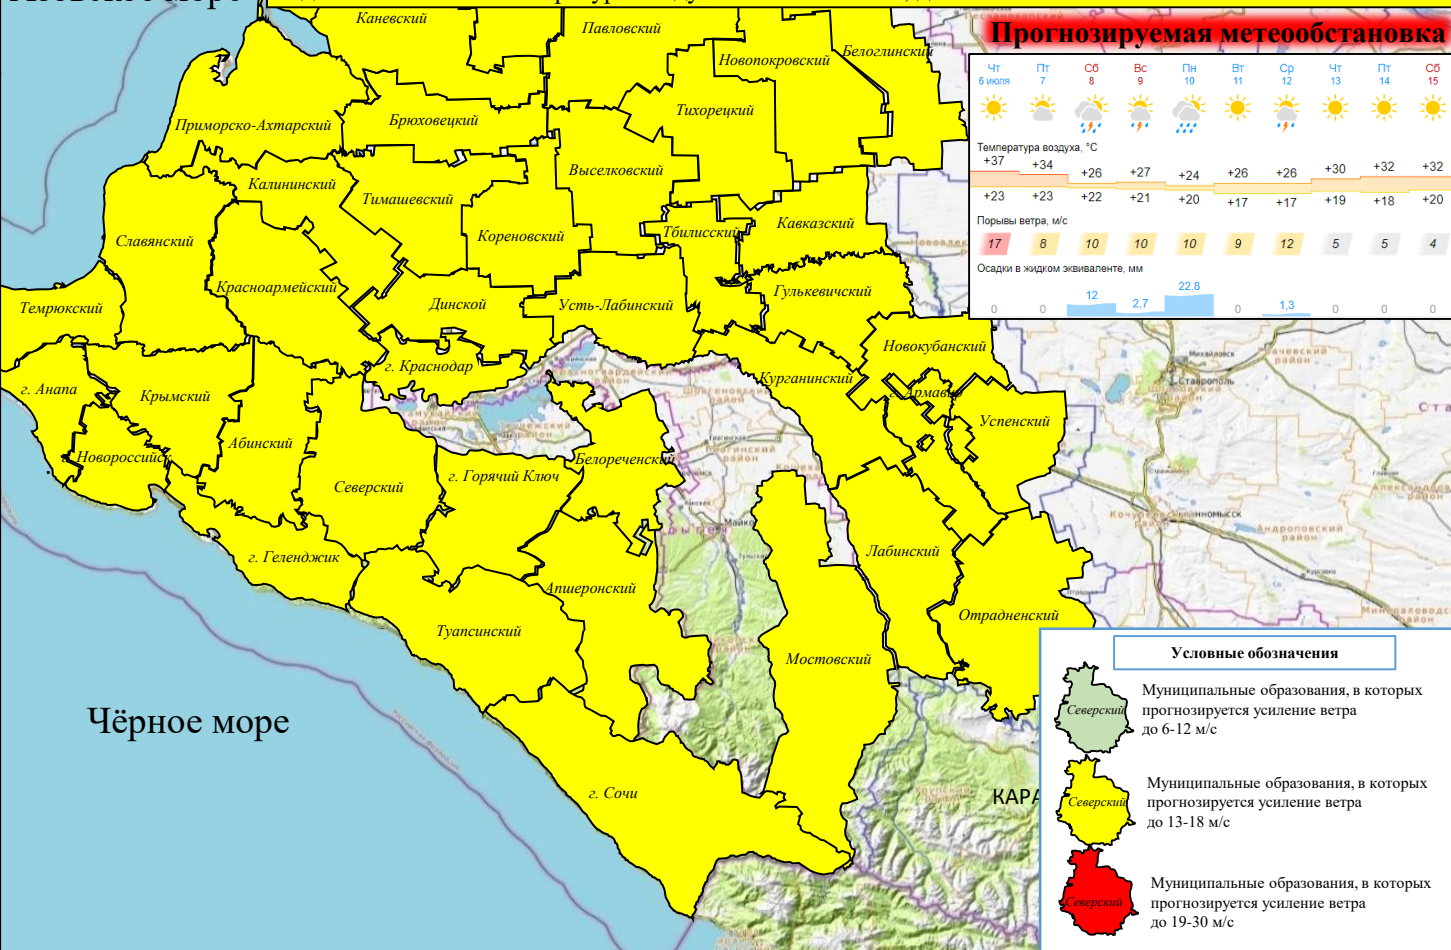 Прогнозируемая метеообстановка
Чт Пт Сб Вс Пн Вт Ср Чт Пт Сб
6 июля 7 8 9 10 11 12 13 14 15
Температура воздуха, °C
+37 +34 +26 +27 +24 +26 +26 +30 +32 +32
+23 +23 +22 +21 +20 +17 +17 +19 +18 +20
Порывы ветра, м/с
17 8 10 10 10 9 12 5 5 4
Осадки в жидком эквиваленте, мм
0 0 12 2,7 22,8 0 1,3 0 0 0
Каневский
Павловский
Новопокровский
Белоглинский
Приморско-Ахтарский
Брюховецкий
Тихорецкий
Выселковский
Калининский
Тимашевский
Славянский
Кореновский
Тбилисский
Кавказский
Темрюкский
Красноармейский
Динской
Усть-Лабинский
Гулькевичский
Новокубанский
г. Краснодар
Курганинский
г. Анапа
Крымский
г. Армавир
Успенский
Абинский
Новороссийск
Северский
г. Горячий Ключ
Белореченский
г. Геленджик
Апшеронский
Лабинский
Туапсинский
Отрадненский
Мостовский
г. Сочи
Чёрное море
КАРА
Михайловск
Ставрополь
Майко
Условные обозначения
Северский
Муниципальные образования, в которых
прогнозируется усиление ветра
до 6-12 м/с
Северский
Муниципальные образования, в которых
прогнозируется усиление ветра
до 13-18 м/с
Северский
Муниципальные образования, в которых
прогнозируется усиление ветра
до 19-30 м/с